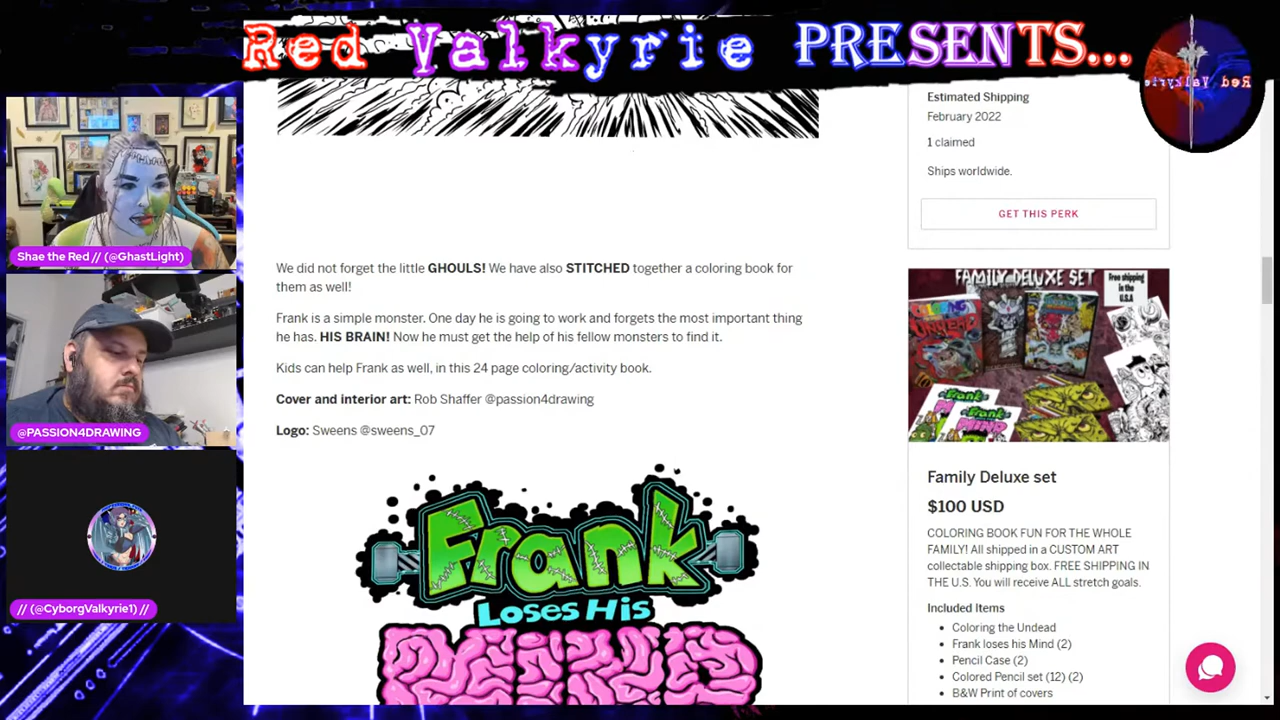 Red Valkyrie PRESENTS...
Red Valkyrie
Shae the Red // (@GhastLight)
@PASSION4DRAWING
// (@CyborgValkyrie1) //
We did not forget the little GHOULS! We have also STITCHED together a coloring book for
them as well!
Frank is a simple monster. One day he is going to work and forgets the most important thing
he has. HIS BRAIN! Now he must get the help of his fellow monsters to find it.
Kids can help Frank as well, in this 24 page coloring/activity book.
Cover and interior art: Rob Shaffer @passion4drawing
Logo: Sweens @sweens_07
Frank
Loses His
MIND
Estimated Shipping
February 2022
1 claimed
Ships worldwide.
GET THIS PERK
FAMILY DELUXE SET
Free shipping
in the
U.S.A
Family Deluxe set
$100 USD
COLORING BOOK FUN FOR THE WHOLE
FAMILY! All shipped in a CUSTOM ART
collectable shipping box. FREE SHIPPING IN
THE U.S. You will receive ALL stretch goals.
Included Items
Coloring the Undead
Frank loses his Mind (2)
Pencil Case (2)
Colored Pencil set (12) (2)
B&W Print of covers